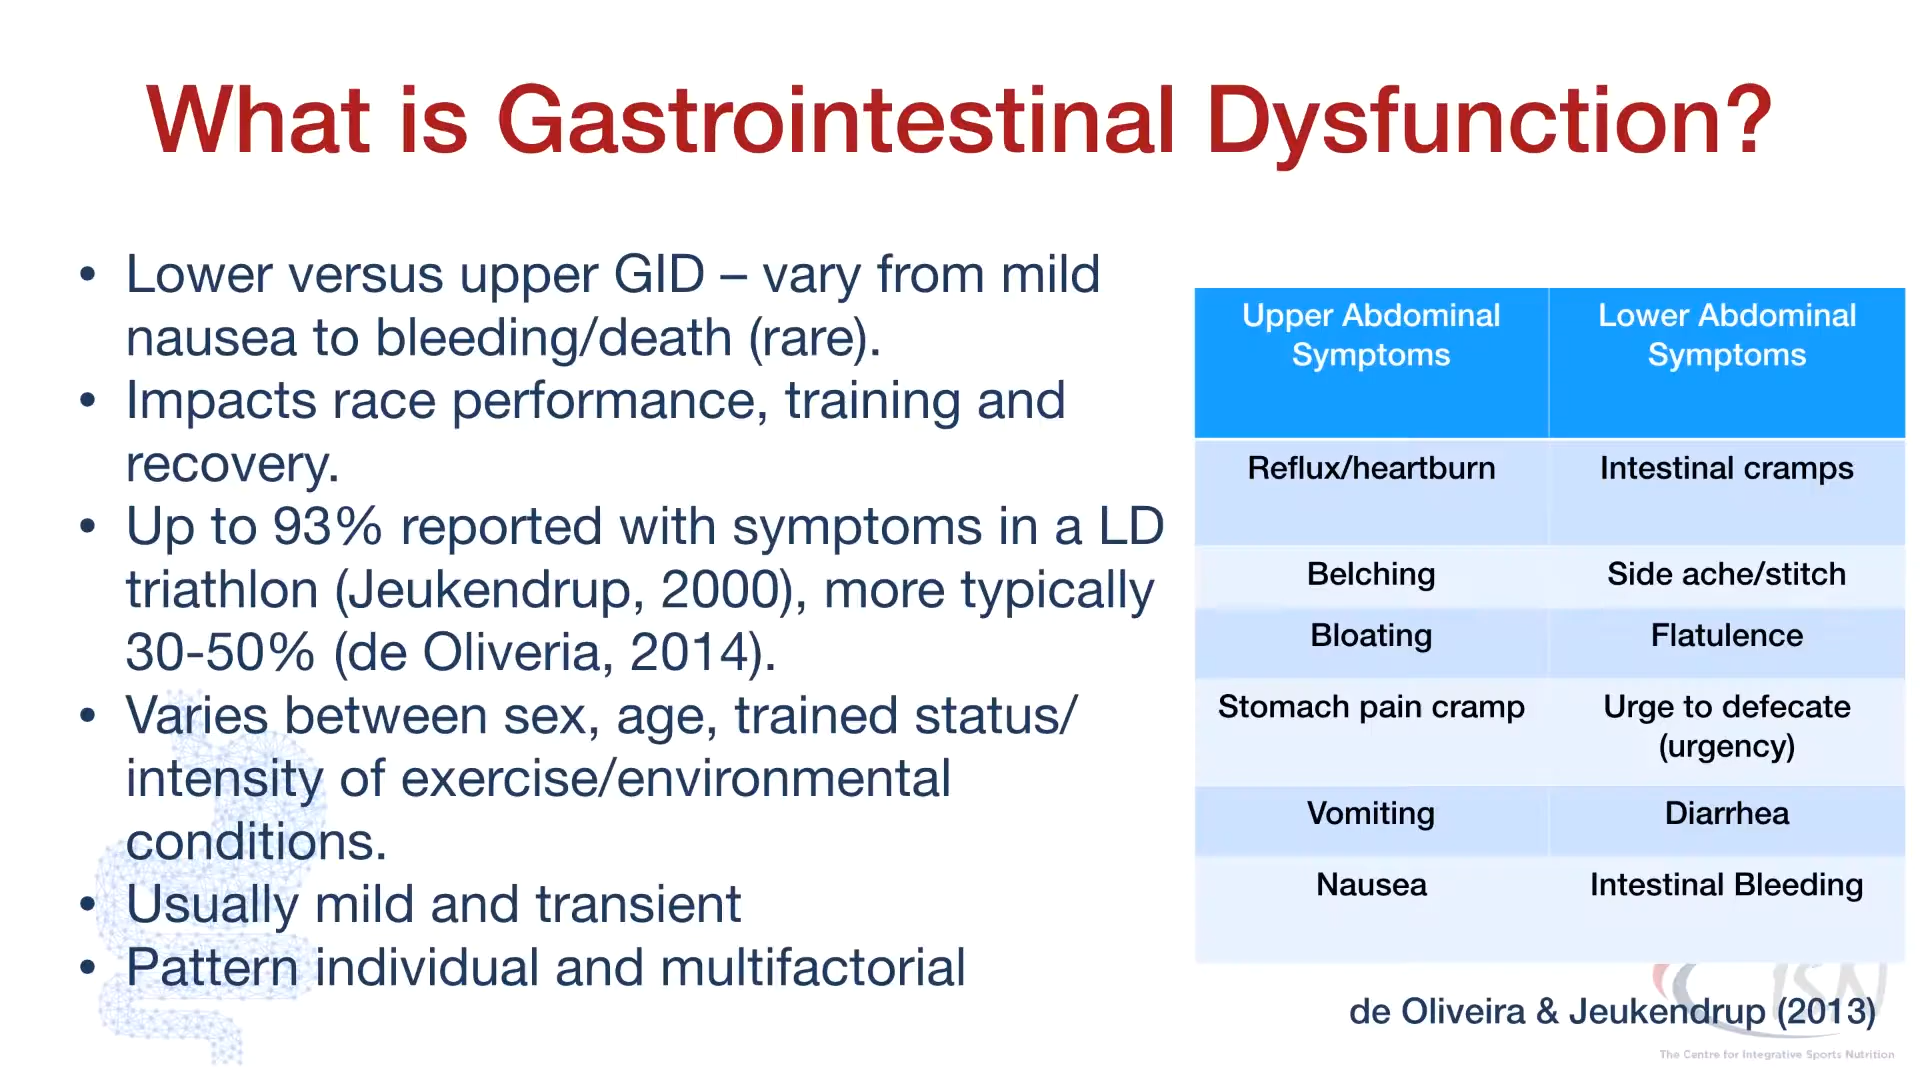 What is Gastrointestinal Dysfunction?
• Lower versus upper GID – vary from mild
nausea to bleeding/death (rare).
• Impacts race performance, training and
recovery.
• Up to 93% reported with symptoms in a LD
triathlon (Jeukendrup, 2000), more typically
30-50% (de Oliveria, 2014).
• Varies between sex, age, trained status/
intensity of exercise/environmental
conditions.
• Usually mild and transient
• Pattern individual and multifactorial
Upper Abdominal Symptoms Lower Abdominal Symptoms
Reflux/heartburn Intestinal cramps
Belching Side ache/stitch
Bloating Flatulence
Stomach pain cramp Urge to defecate (urgency)
Vomiting Diarrhea
Nausea Intestinal Bleeding
de Oliveira & Jeukendrup (2013)
ISN
The Centre for Integrative Sports Nutrition